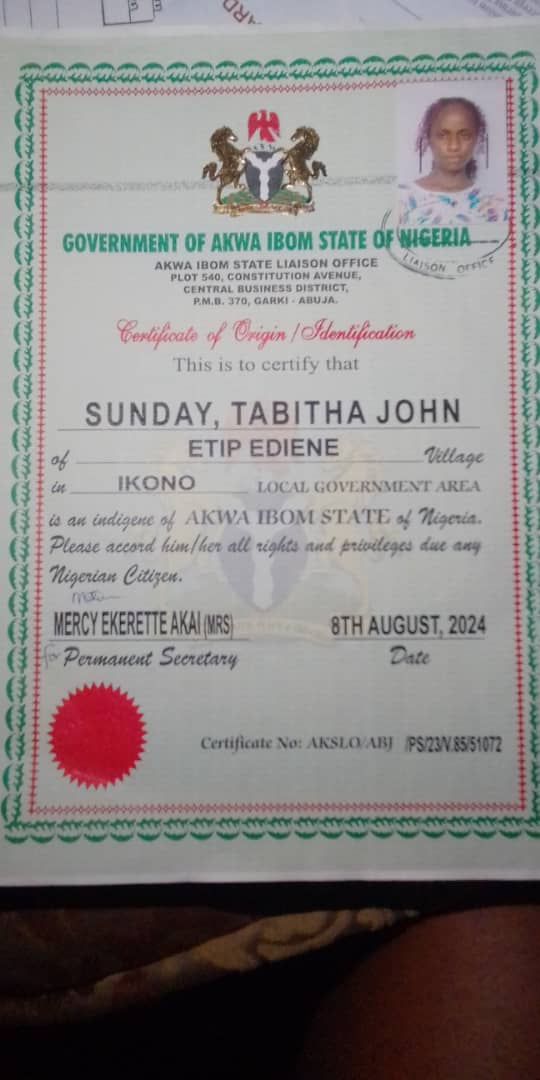 GOVERNMENT OF AKWA IBOM STATE OF NIGERIA
LIAISON OFFICE
AKWA IBOM STATE LIAISON OFFICE
PLOT 540, CONSTITUTION AVENUE,
CENTRAL BUSINESS DISTRICT,
P.M.B. 370, GARKI - ABUJA.
Certificate of Origin / Identification
This is to certify that
SUNDAY, TABITHA JOHN
of ETIP EDIENE Village
in IKONO LOCAL GOVERNMENT AREA
is an indigene of AKWA IBOM STATE of Nigeria.
Please accord him/her all rights and privileges due any
Nigerian Citizen.
MERCY EKERETTE AKAI (MRS) 8TH AUGUST, 2024
for Permanent Secretary Date
Certificate No: AKSLO/ABJ /PS/23/V.85/51072